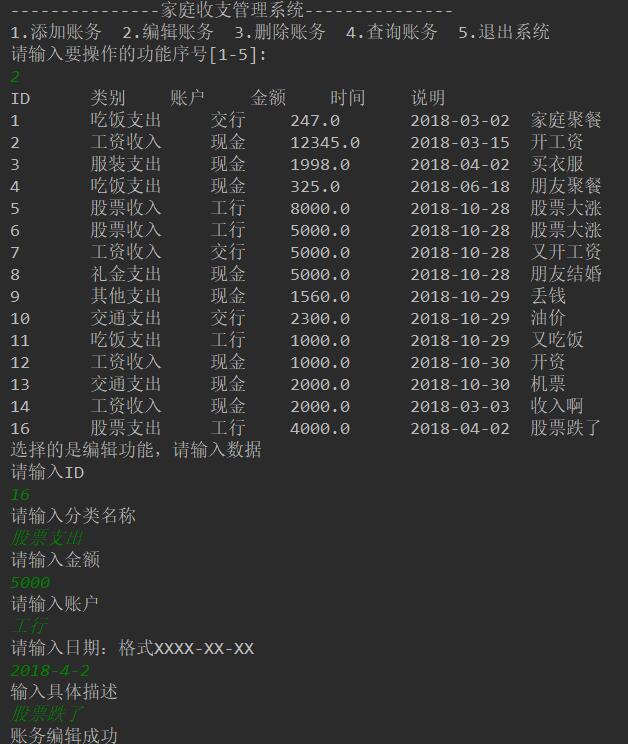 ---------------家庭收支管理系统---------------
1.添加账务  2.编辑账务  3.删除账务  4.查询账务  5.退出系统
请输入要操作的功能序号[1-5]:
2
ID 类别 账户 金额 时间 说明
1 吃饭支出 交行 247.0 2018-03-02 家庭聚餐
2 工资收入 现金 12345.0 2018-03-15 开工资
3 服装支出 现金 1998.0 2018-04-02 买衣服
4 吃饭支出 现金 325.0 2018-06-18 朋友聚餐
5 股票收入 工行 8000.0 2018-10-28 股票大涨
6 股票收入 工行 5000.0 2018-10-28 股票大涨
7 工资收入 交行 5000.0 2018-10-28 又开工资
8 礼金支出 现金 5000.0 2018-10-28 朋友结婚
9 其他支出 现金 1560.0 2018-10-29 丢钱
10 交通支出 交行 2300.0 2018-10-29 油价
11 吃饭支出 工行 1000.0 2018-10-29 又吃饭
12 工资收入 现金 1000.0 2018-10-30 开资
13 交通支出 现金 2000.0 2018-10-30 机票
14 工资收入 现金 2000.0 2018-03-03 收入啊
16 股票支出 工行 4000.0 2018-04-02 股票跌了
选择的是编辑功能，请输入数据
请输入ID
16
请输入分类名称
股票支出
请输入金额
5000
请输入账户
工行
请输入日期：格式XXXX-XX-XX
2018-4-2
输入具体描述
股票跌了
账务编辑成功